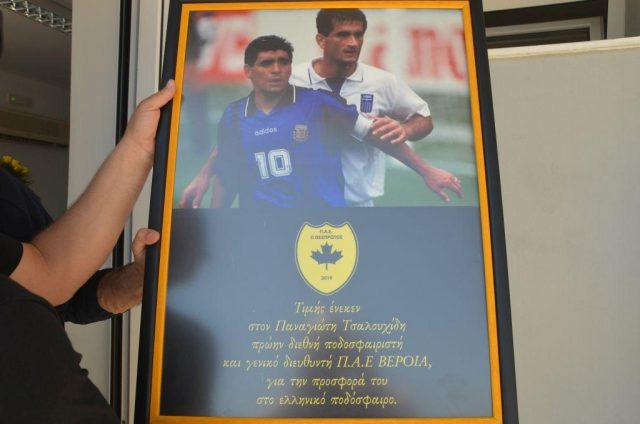 adidas
10
Π.Α.Ε.
Ο ΘΕΣΠΡΩΤΟΣ
2019
Τιμής ένεκεν
στον Παναγιώτη Τσαλουχίδη
πρώην διεθνή ποδοσφαιριστή
και γενικό διευθυντή Π.Α.Ε ΒΕΡΟΙΑ,
για την προσφορά του
στο ελληνικό ποδόσφαιρο.